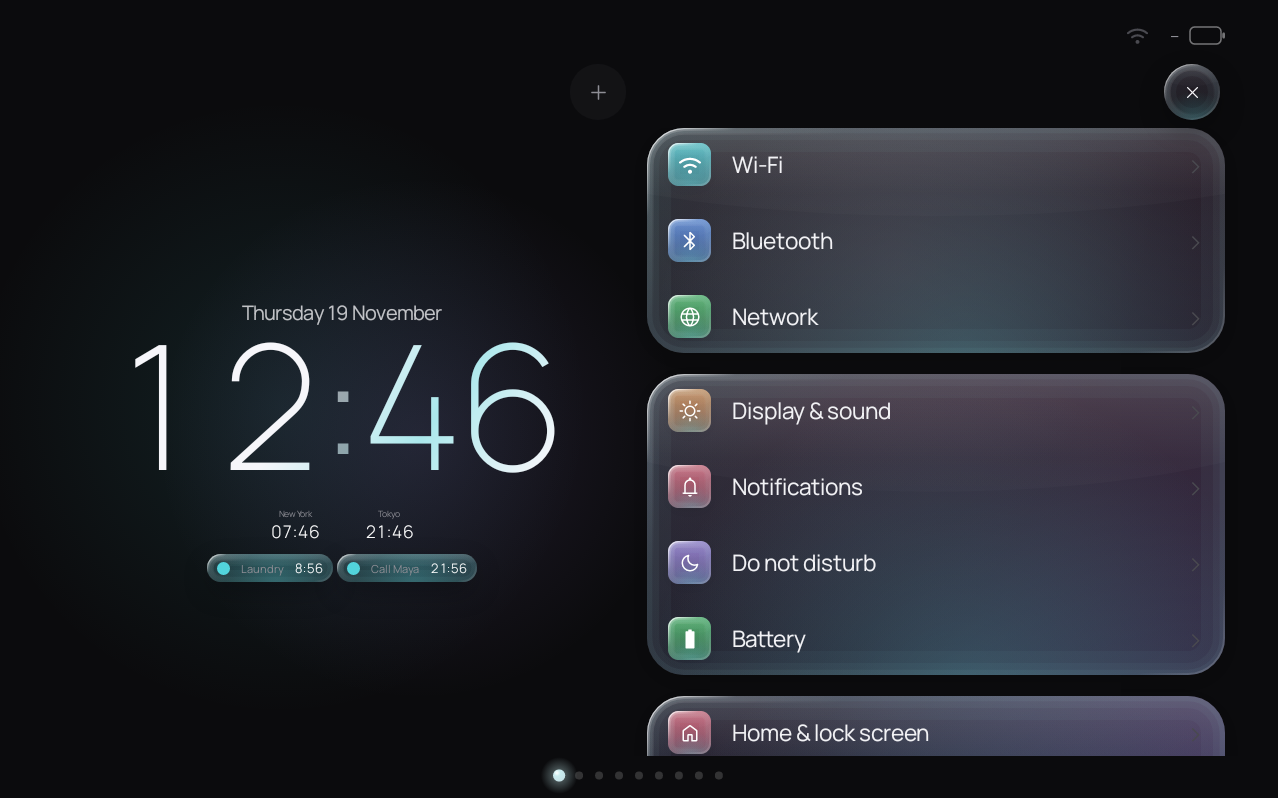 Thursday 19 November
12:46
New York
07:46
Tokyo
21:46
Laundry 8:56
Call Maya 21:56
Wi-Fi
Bluetooth
Network
Display & sound
Notifications
Do not disturb
Battery
Home & lock screen